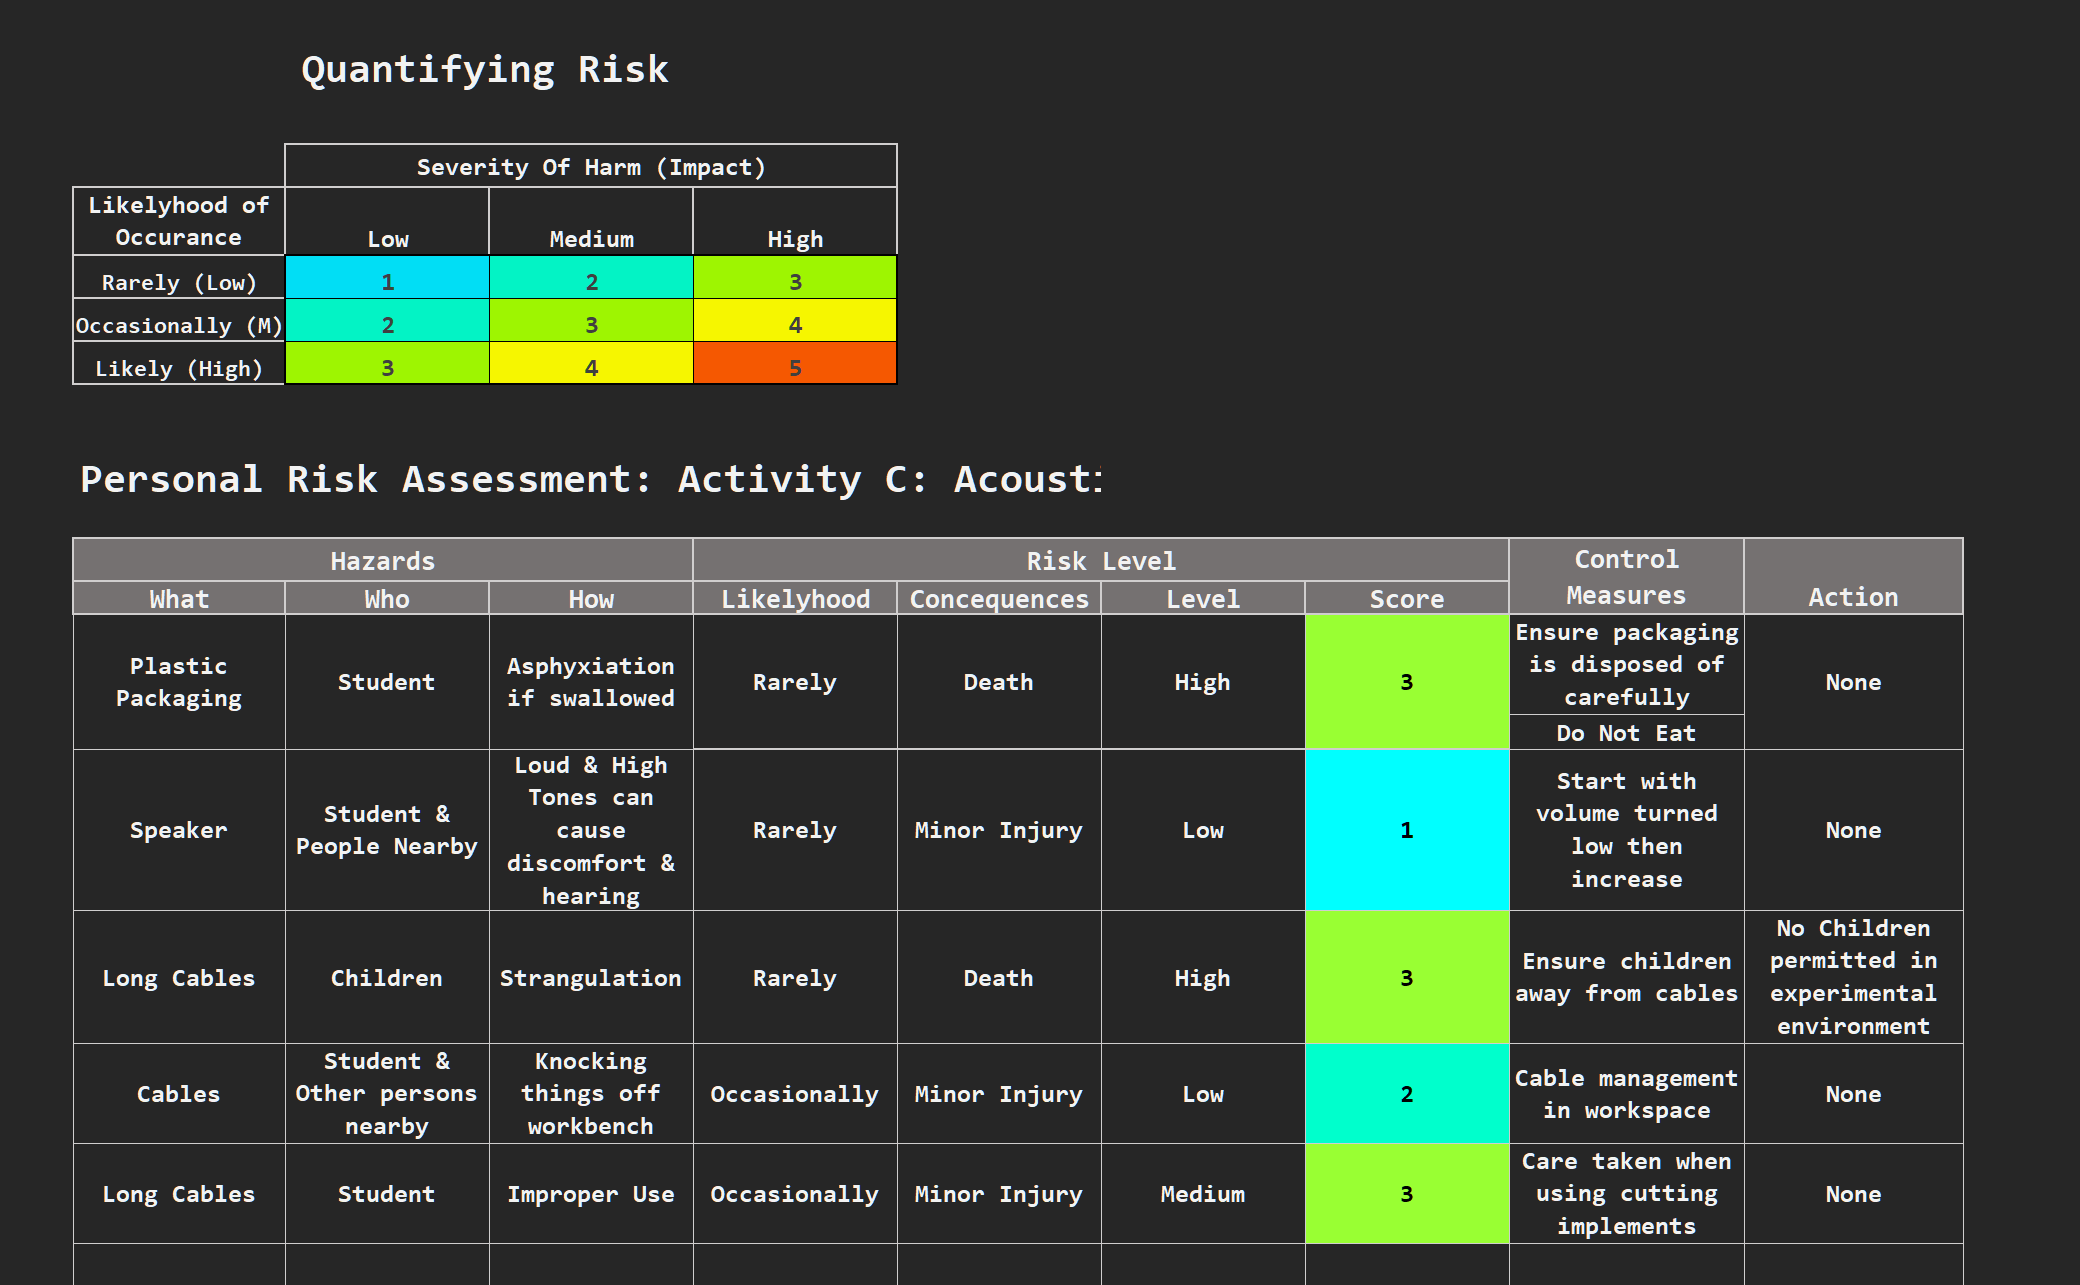 Quantifying Risk
Severity Of Harm (Impact)
Likelyhood of
Occurance
Low
Medium
High
Rarely (Low)
1
2
3
Occasionally (M)
2
3
4
Likely (High)
3
4
5
Personal Risk Assessment: Activity C: Acousti
Hazards
Risk Level
Control
Measures
Action
What
Who
How
Likelyhood
Concequences
Level
Score
Plastic
Packaging
Student
Asphyxiation
if swallowed
Rarely
Death
High
3
Ensure packaging
is disposed of
carefully
Do Not Eat
None
Speaker
Student &
People Nearby
Loud & High
Tones can
cause
discomfort &
hearing
Rarely
Minor Injury
Low
1
Start with
volume turned
low then
increase
None
Long Cables
Children
Strangulation
Rarely
Death
High
3
Ensure children
away from cables
No Children
permitted in
experimental
environment
Cables
Student &
Other persons
nearby
Knocking
things off
workbench
Occasionally
Minor Injury
Low
2
Cable management
in workspace
None
Long Cables
Student
Improper Use
Occasionally
Minor Injury
Medium
3
Care taken when
using cutting
implements
None